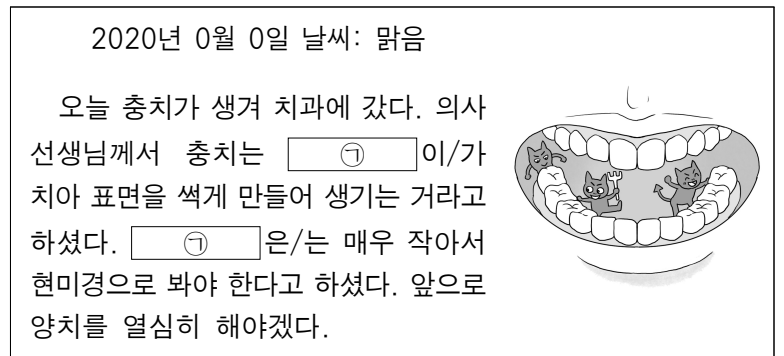 2020년 0월 0일 날씨: 맑음
오늘 충치가 생겨 치과에 갔다. 의사
선생님께서 충치는 ㉠ 이/가
치아 표면을 썩게 만들어 생기는 거라고
하셨다. ㉠ 은/는 매우 작아서
현미경으로 봐야 한다고 하셨다. 앞으로
양치를 열심히 해야겠다.